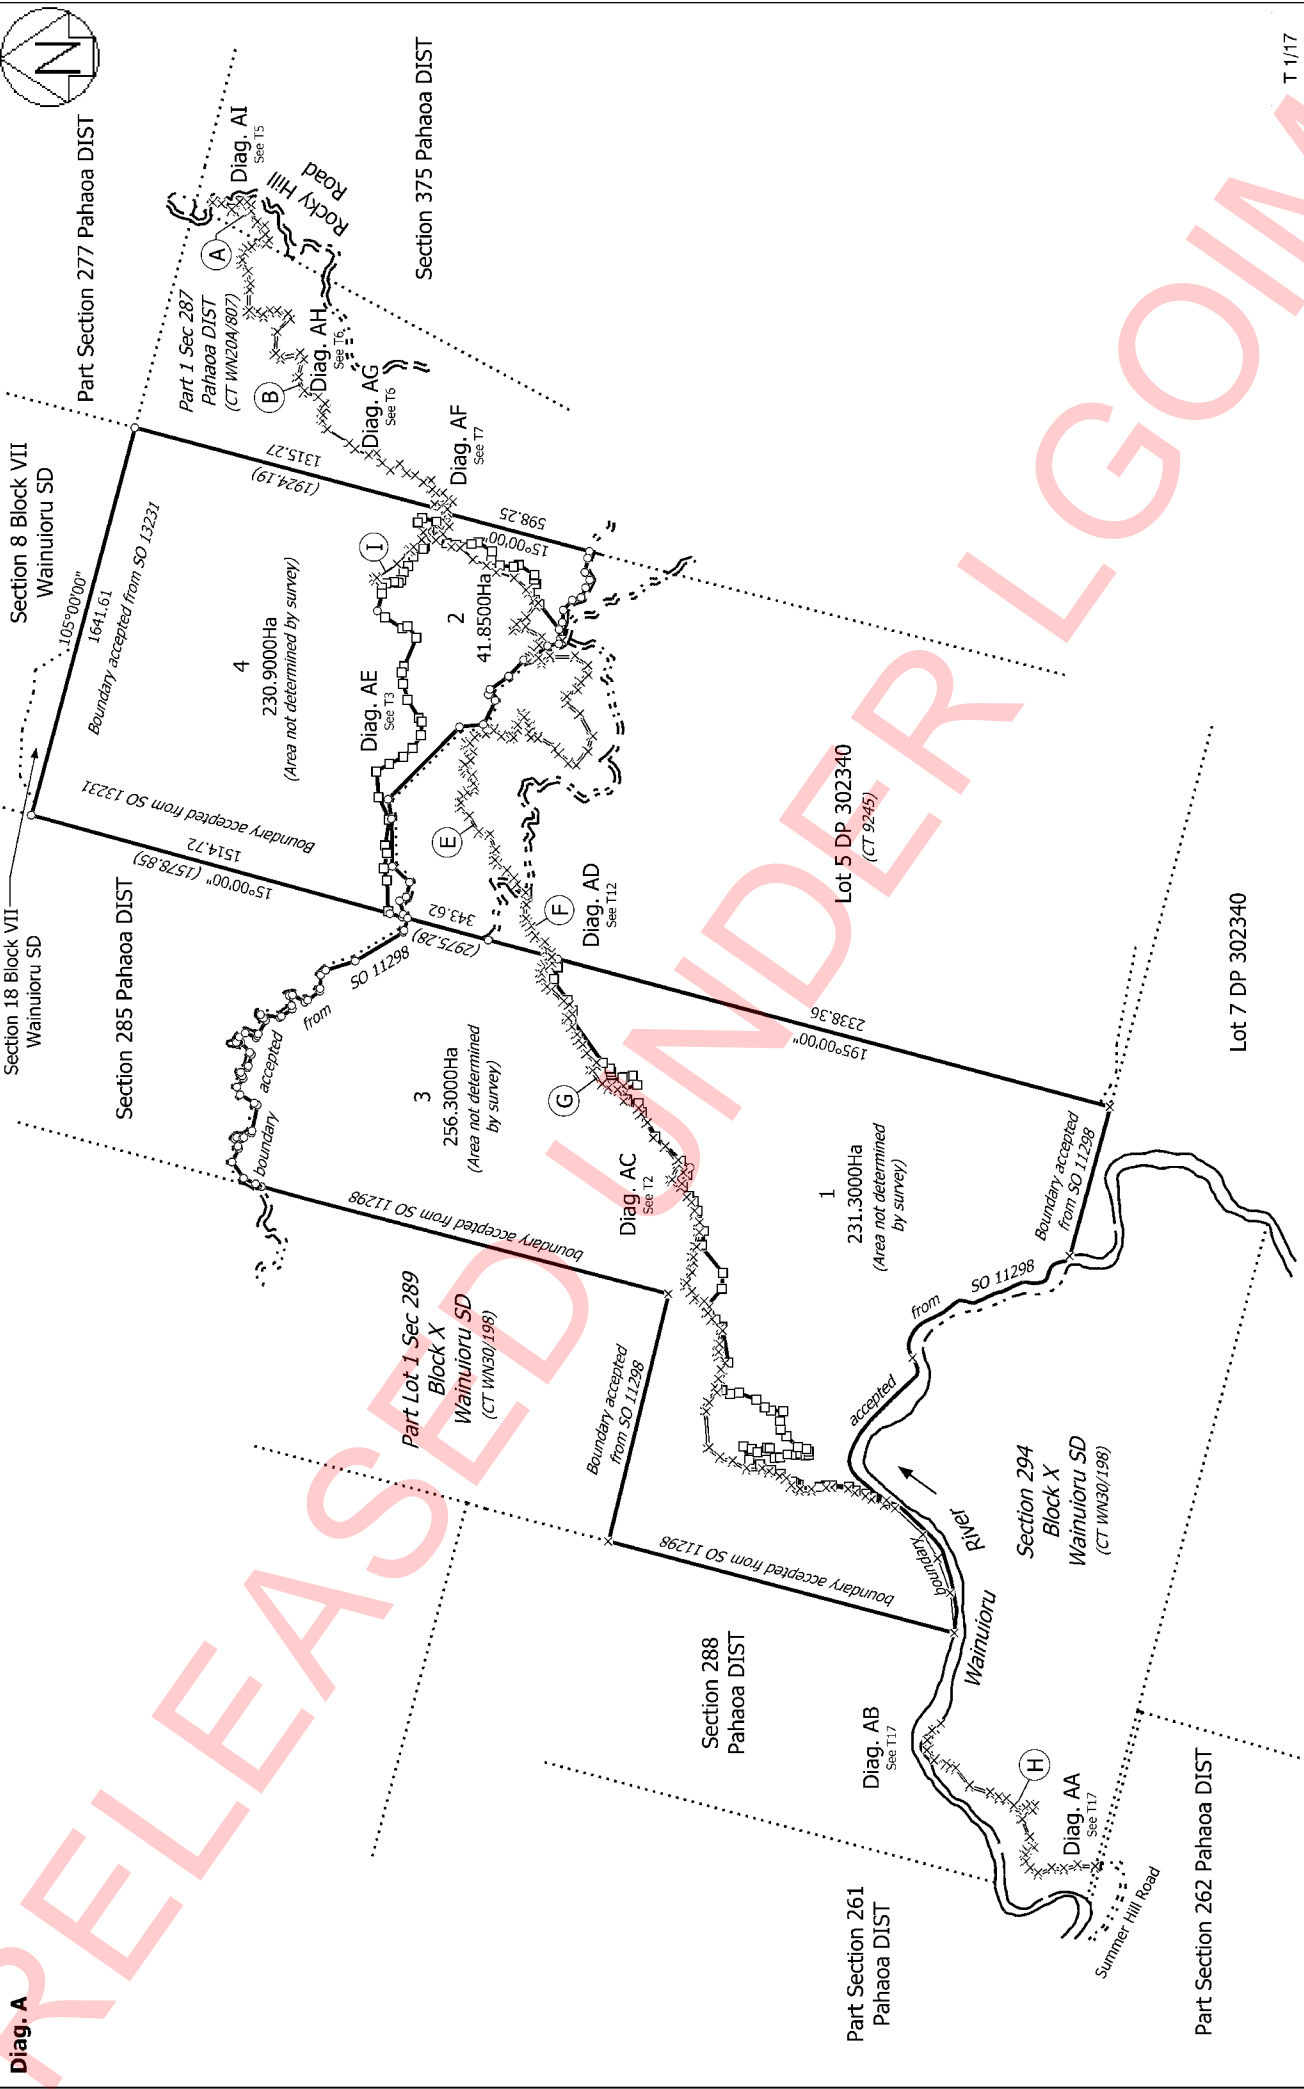 Diag. A
N
Section 18 Block VII
Wainuioru SD
Section 8 Block VII
Wainuioru SD
Part Section 277 Pahaoa DIST
Section 285 Pahaoa DIST
105°00'00"
1641.61
Boundary accepted from SO 13231
Boundary accepted from SO 13231
1514.72
15°00'00" (1578.85)
4
230.9000Ha
(Area not determined by survey)
1315.27
(1924.19)
Part 1 Sec 287
Pahaoa DIST
(CT WN20A/807)
A
B
Diag. AI
See T5
Rocky Hill
Road
Section 375 Pahaoa DIST
Diag. AH
See T6
Diag. AG
See T6
Diag. AF
See T7
598.25
15°00'00"
I
2
41.8500Ha
Diag. AE
See T3
343.62
(2975.28)
E
F
Diag. AD
See T12
Lot 5 DP 302340
(CT 9245)
boundary
accepted
from
SO 11298
3
256.3000Ha
(Area not determined
by survey)
boundary accepted from SO 11298
G
Diag. AC
See T2
2338.36
195°00'00"
Lot 7 DP 302340
1
231.3000Ha
(Area not determined
by survey)
Boundary accepted
from SO 11298
Part Lot 1 Sec 289
Block X
Wainuioru SD
(CT WN30/198)
Boundary accepted
from SO 11298
boundary accepted from SO 11298
boundary
accepted
from
SO 11298
Wainuioru
River
Section 294
Block X
Wainuioru SD
(CT WN30/198)
Section 288
Pahaoa DIST
Diag. AB
See T17
H
Diag. AA
See T17
Part Section 261
Pahaoa DIST
Summer Hill Road
Part Section 262 Pahaoa DIST
T 1/17
RELEASED UNDER LGOIM